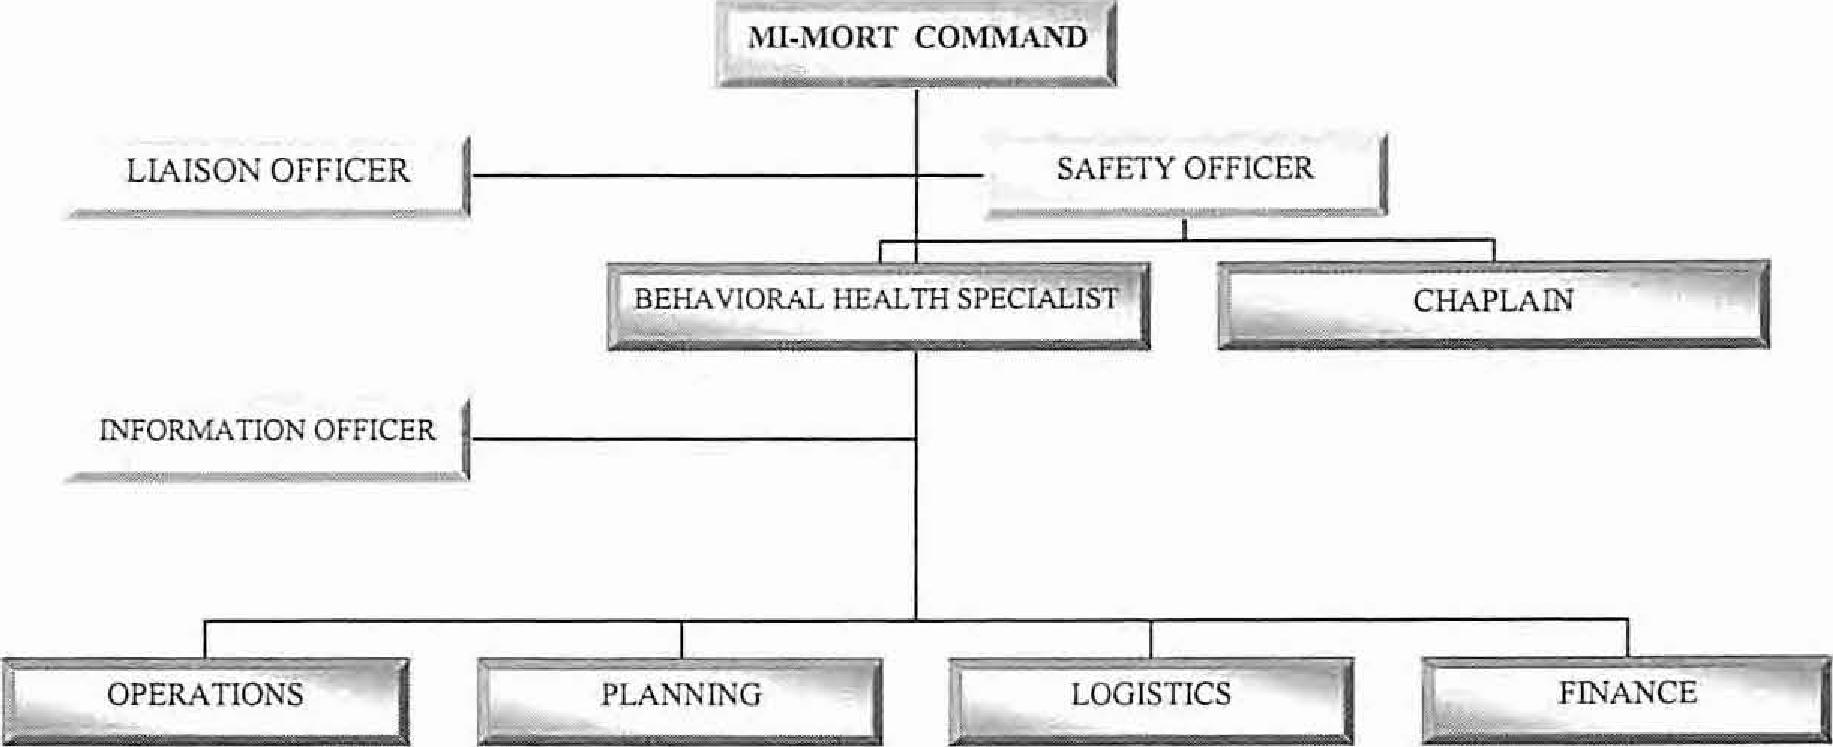 MI-MORT COMMAND
LIAISON OFFICER
SAFETY OFFICER
BEHAVIORAL HEALTH SPECIALIST
CHAPLAIN
INFORMATION OFFICER
OPERATIONS
PLANNING
LOGISTICS
FINANCE